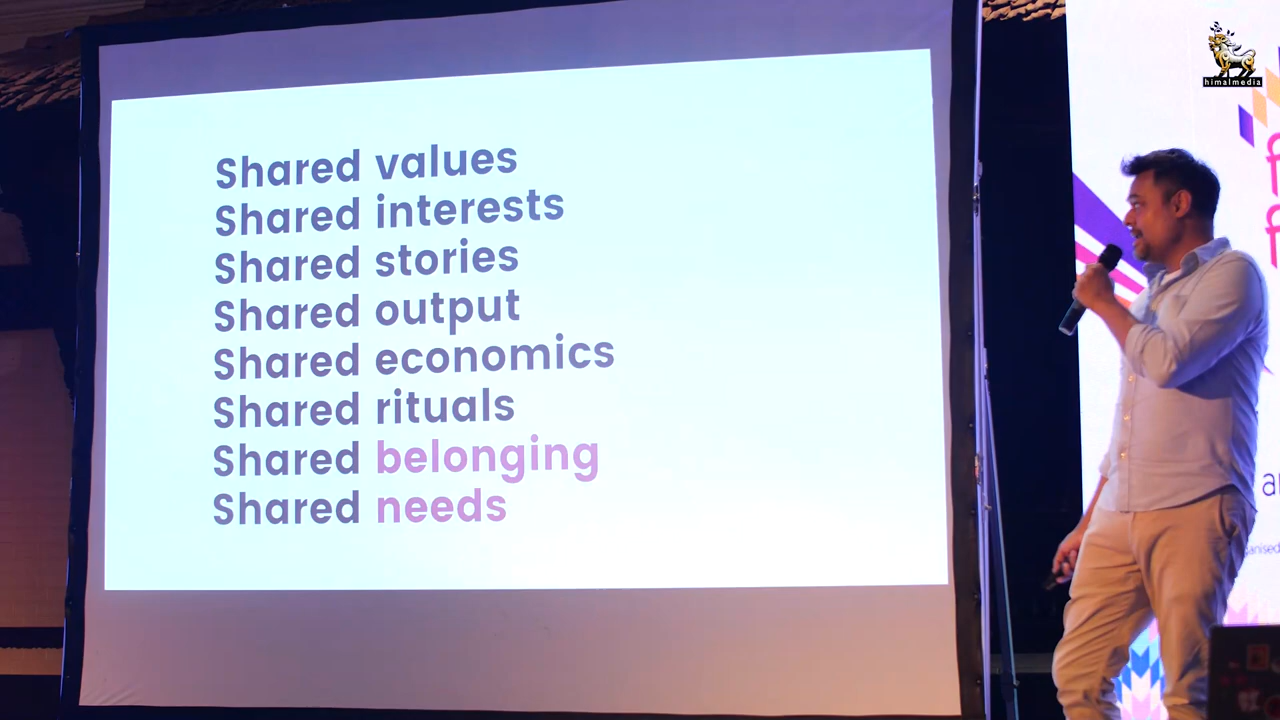 Shared values
Shared interests
Shared stories
Shared output
Shared economics
Shared rituals
Shared belonging
Shared needs
himalmedia